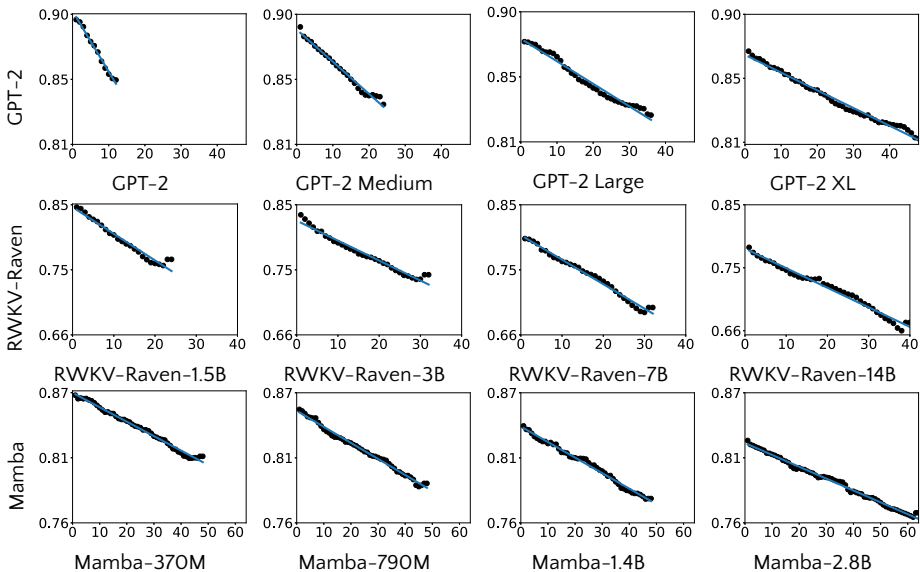 GPT-2
0.90
0.85
0.81
0 10 20 30 40
GPT-2
0.90
0.85
0.81
0 10 20 30 40
GPT-2 Medium
0.90
0.85
0.81
0 10 20 30 40
GPT-2 Large
0.90
0.85
0.81
0 10 20 30 40
GPT-2 XL
RWKV-Raven
0.85
0.75
0.66
0 10 20 30 40
RWKV-Raven-1.5B
0.85
0.75
0.66
0 10 20 30 40
RWKV-Raven-3B
0.85
0.75
0.66
0 10 20 30 40
RWKV-Raven-7B
0.85
0.75
0.66
0 10 20 30 40
RWKV-Raven-14B
Mamba
0.87
0.81
0.76
0 10 20 30 40 50 60
Mamba-370M
0.87
0.81
0.76
0 10 20 30 40 50 60
Mamba-790M
0.87
0.81
0.76
0 10 20 30 40 50 60
Mamba-1.4B
0.87
0.81
0.76
0 10 20 30 40 50 60
Mamba-2.8B